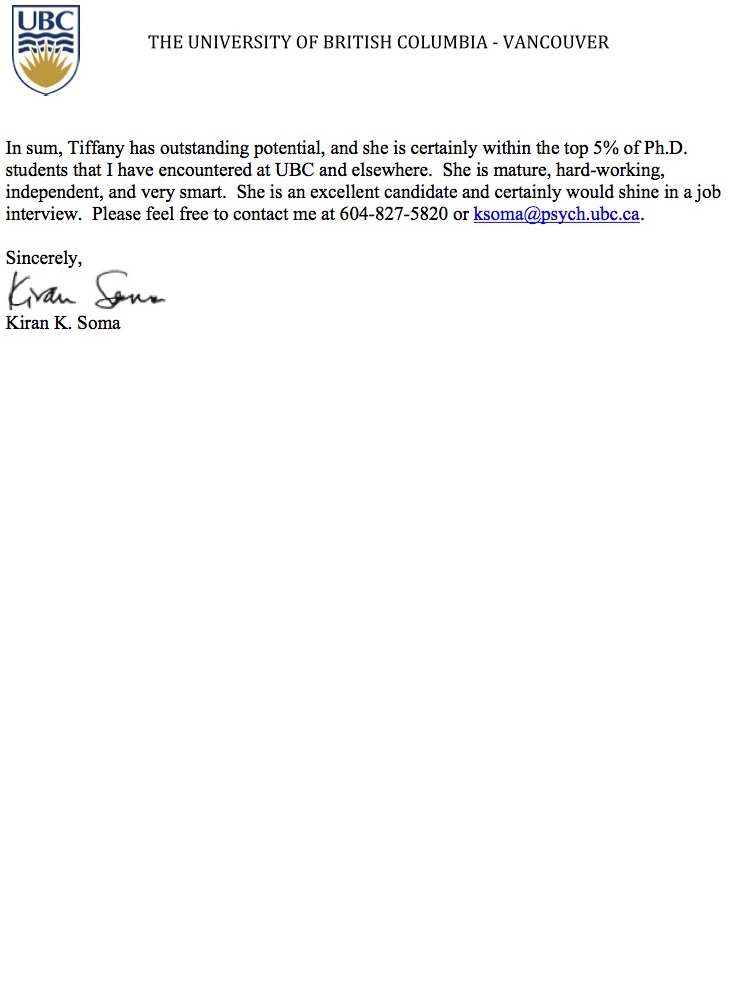 UBC
THE UNIVERSITY OF BRITISH COLUMBIA - VANCOUVER
In sum, Tiffany has outstanding potential, and she is certainly within the top 5% of Ph.D.
students that I have encountered at UBC and elsewhere.  She is mature, hard-working,
independent, and very smart.  She is an excellent candidate and certainly would shine in a job
interview.  Please feel free to contact me at 604-827-5820 or ksoma@psych.ubc.ca.
Sincerely,
Kiran Soma
Kiran K. Soma